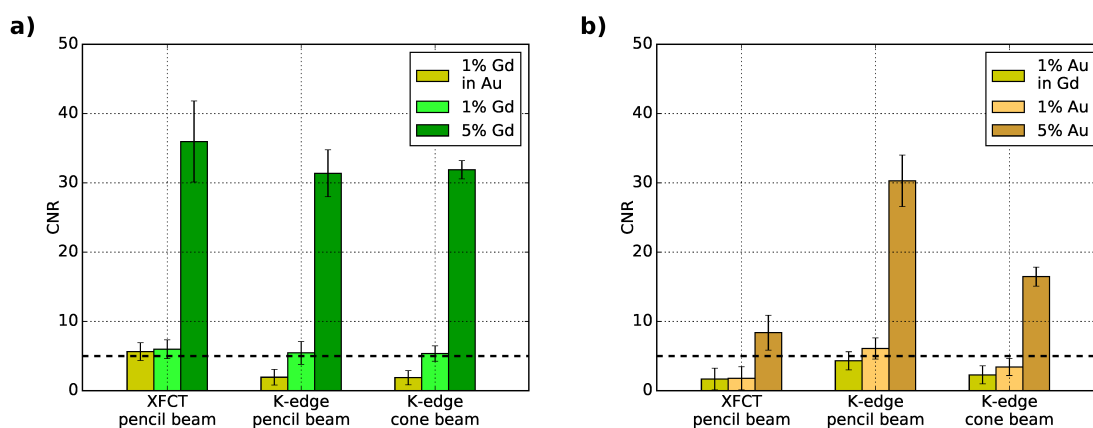 a)
50
40
30
20
10
0
CNR
1% Gd
in Au
1% Gd
5% Gd
XFCT
pencil beam
K-edge
pencil beam
K-edge
cone beam
b)
50
40
30
20
10
0
CNR
1% Au
in Gd
1% Au
5% Au
XFCT
pencil beam
K-edge
pencil beam
K-edge
cone beam